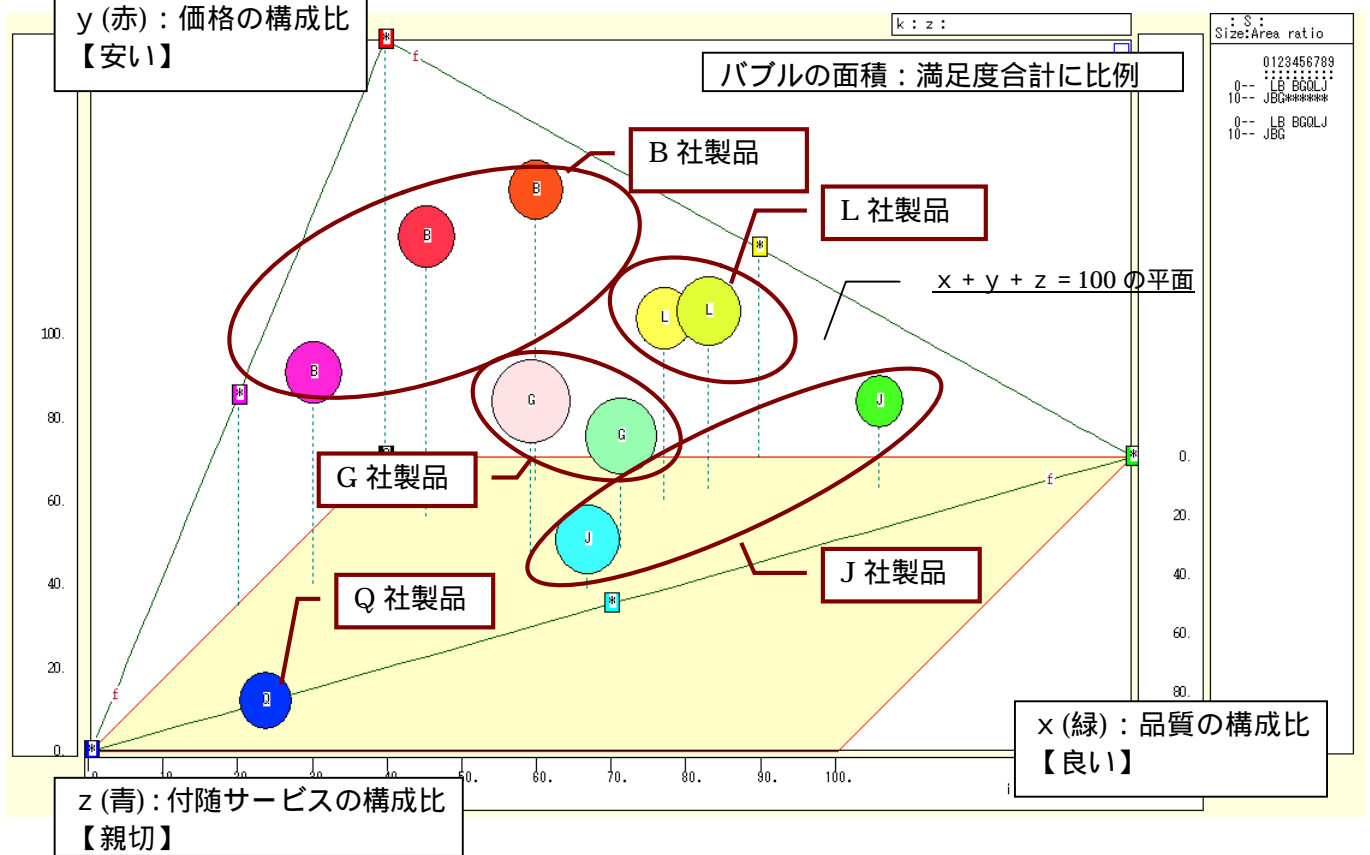 y (赤)：価格の構成比
【安い】
k: z:
: S :
Size:Area ratio
0123456789
::::::::::
0-- LB BGQLJ
10-- JBG******
0-- LB BGQLJ
10-- JBG
バブルの面積：満足度合計に比例
f
B 社製品
L 社製品
B
B
*
x + y + z = 100 の平面
L
L
100.
B
G
J
80.
*
G
0.
*
G 社製品
f
60.
20.
J
J 社製品
40.
40.
Q 社製品
*
60.
20.
f
Q
80.
0.
*
x (緑)：品質の構成比
【良い】
50.
60.
70.
80.
90.
100.
i
z (青)：付随サービスの構成比
【親切】